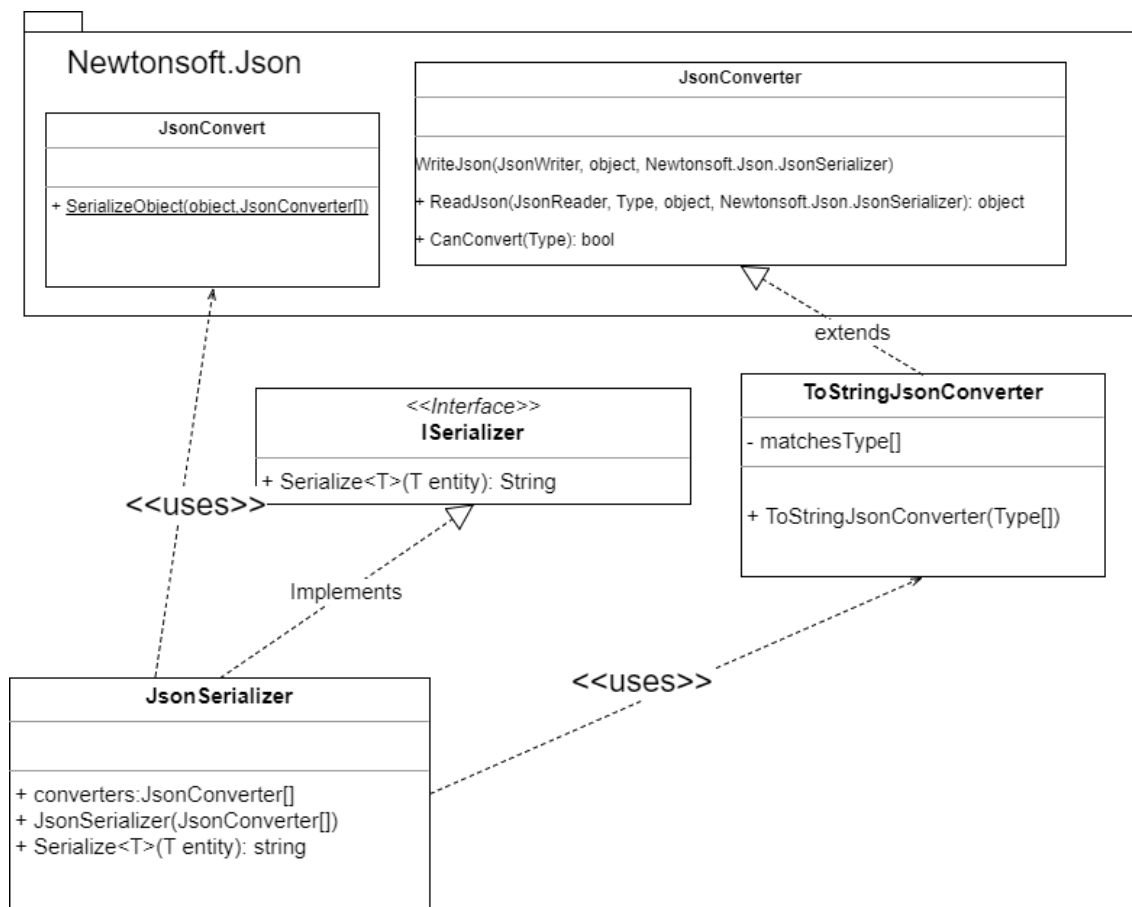 Newtonsoft.Json
JsonConvert
+ SerializeObject(object,JsonConverter[])
JsonConverter
WriteJson(JsonWriter, object, Newtonsoft.Json.JsonSerializer)
+ ReadJson(JsonReader, Type, object, Newtonsoft.Json.JsonSerializer): object
+ CanConvert(Type): bool
extends
<<Interface>>
ISerializer
+ Serialize<T>(T entity): String
ToStringJsonConverter
- matchesType[]
+ ToStringJsonConverter(Type[])
<<uses>>
Implements
<<uses>>
JsonSerializer
+ converters:JsonConverter[]
+ JsonSerializer(JsonConverter[])
+ Serialize<T>(T entity): string